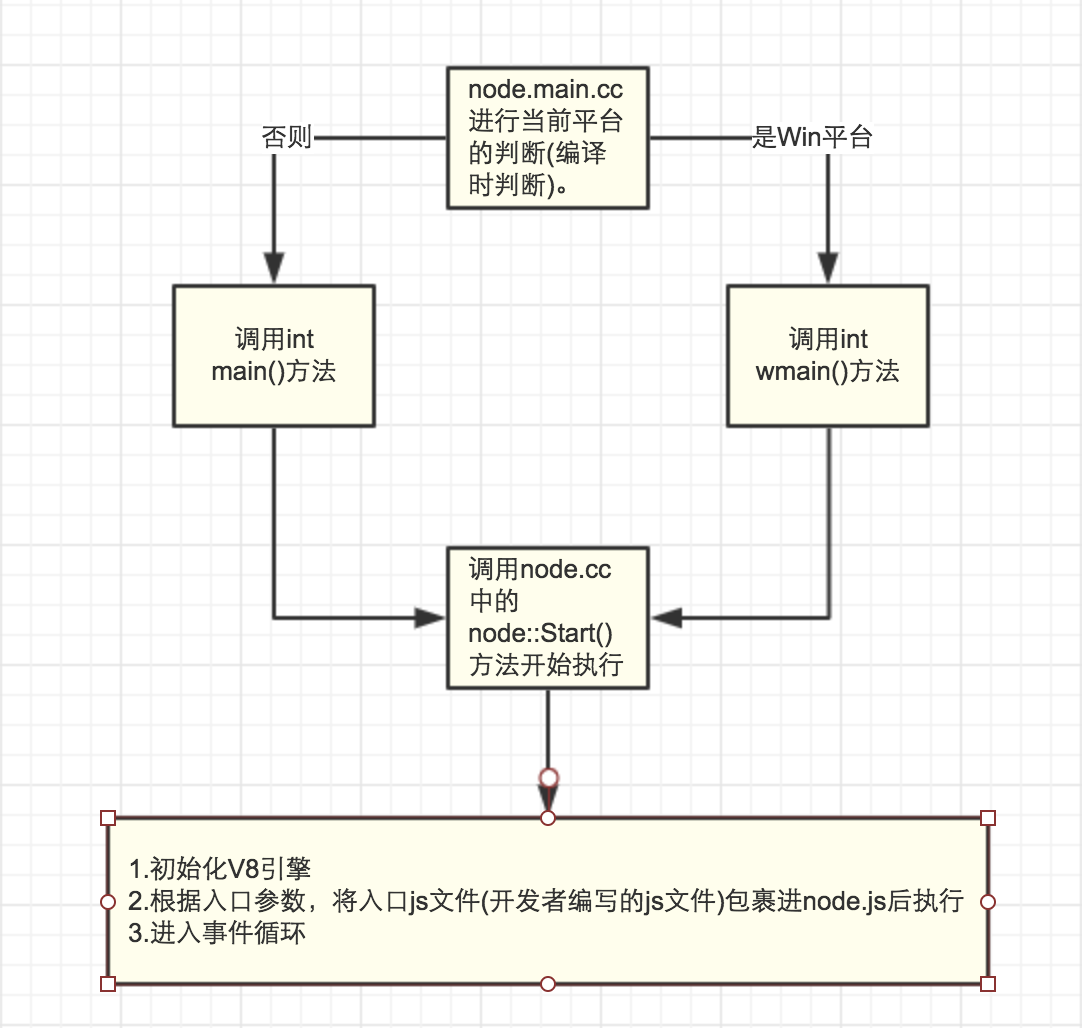 node.main.cc
进行当前平台
的判断(编译
时判断)。
否则
是Win平台
调用int
main()方法
调用int
wmain()方法
调用node.cc
中的
node::Start()
方法开始执行
1.初始化V8引擎
2.根据入口参数，将入口js文件(开发者编写的js文件)包裹进node.js后执行
3.进入事件循环